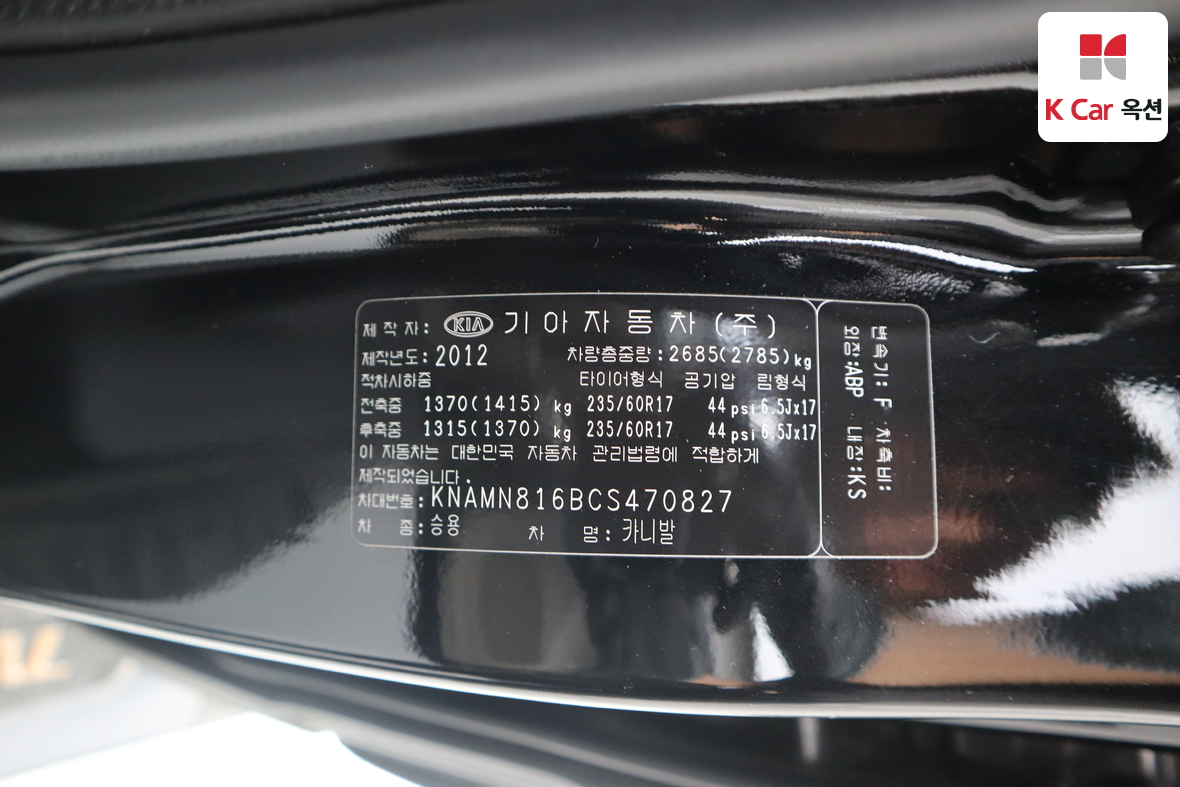 K Car 옥션
제 작 자: KIA 기아자동차(주)
제작년도: 2012 차량총중량: 2685(2785)kg
적차시하중 타이어형식 공기압 림형식
전축중 1370(1415) kg 235/60R17 44 psi 6.5Jx17
후축중 1315(1370) kg 235/60R17 44 psi 6.5Jx17
이 자동차는 대한민국 자동차 관리법령에 적합하게
제작되었습니다.
차대번호: KNAMN816BCS470827
차 종: 승용 차 명: 카니발
변속기: F 차축비:
외장:ABP 내장:KS